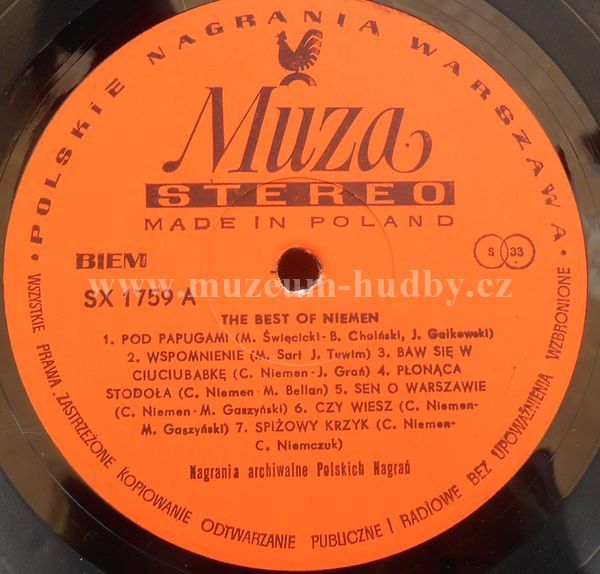 POLSKIE NAGRANIA WARSZAWA
Muza
STEREO
MADE IN POLAND
BIEM
S 33
SX 1759 A
www.muzeum-hudby.cz
THE BEST OF NIEMEN
1. POD PAPUGAMI (M. Święcicki-B. Choiński, J. Gałkowski)
2. WSPOMNIENIE (M. Sart J. Tuwim) 3. BAW SIĘ W
CIUCIUBABKĘ (C. Niemen-J. Grań) 4. PŁONĄCA
STODOŁA (C. Niemen-M. Bellan) 5. SEN O WARSZAWIE
(C. Niemen-M. Gaszyński) 6. CZY WIESZ (C. Niemen-
M. Gaszyński) 7. SPIŻOWY KRZYK (C. Niemen-
C. Niemczuk)
Nagrania archiwalne Polskich Nagrań
WSZYSTKIE PRAWA ZASTRZEŻONE KOPIOWANIE ODTWARZANIE PUBLICZNE I RADIOWE BEZ UPOWAŻNIENIA WZBRONIONE